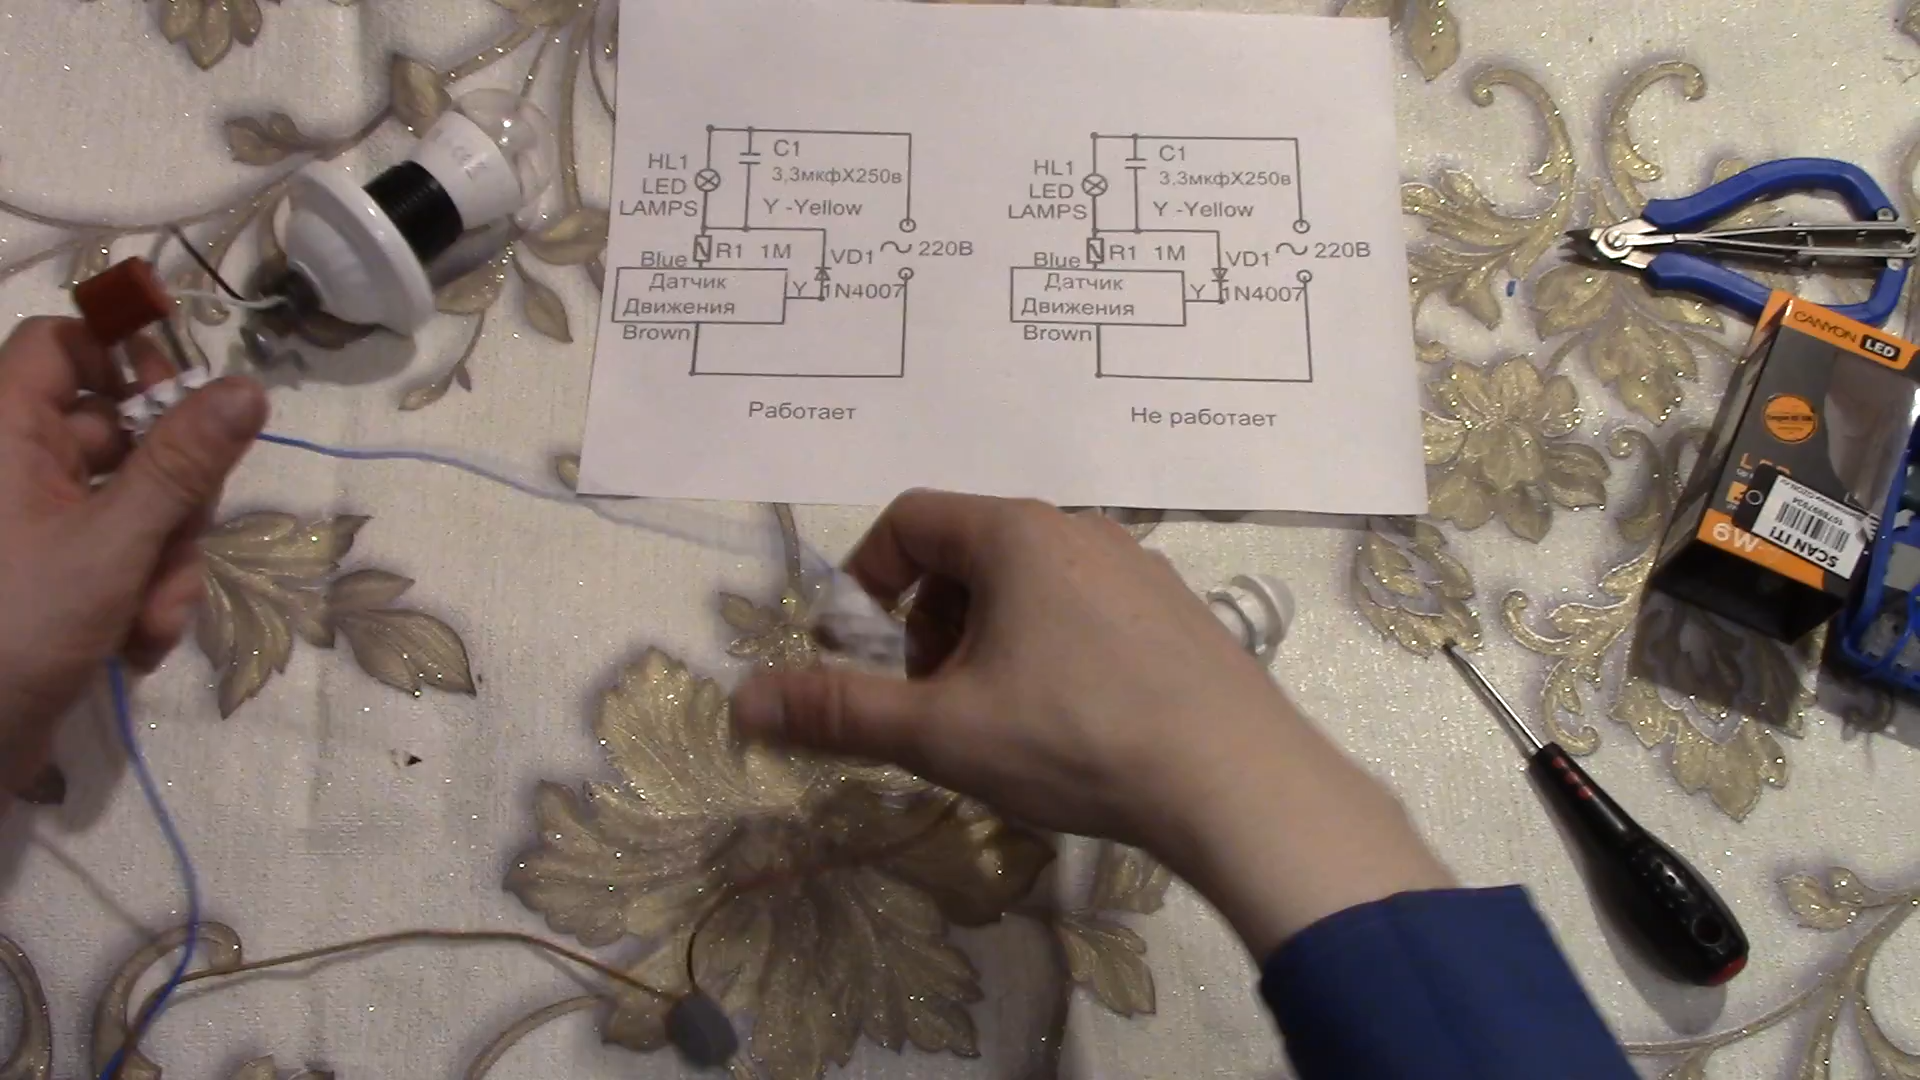 HL1
LED
LAMPS
C1
3,3мкфХ250в
Y -Yellow
R1 1M
Blue
VD1
220В
Датчик
Движения
Y
1N4007
Brown
Работает
HL1
LED
LAMPS
C1
3,3мкфХ250в
Y -Yellow
R1 1M
Blue
VD1
220В
Датчик
Движения
Y
1N4007
Brown
Не работает
CANYON LED
6W
SCAN IT!